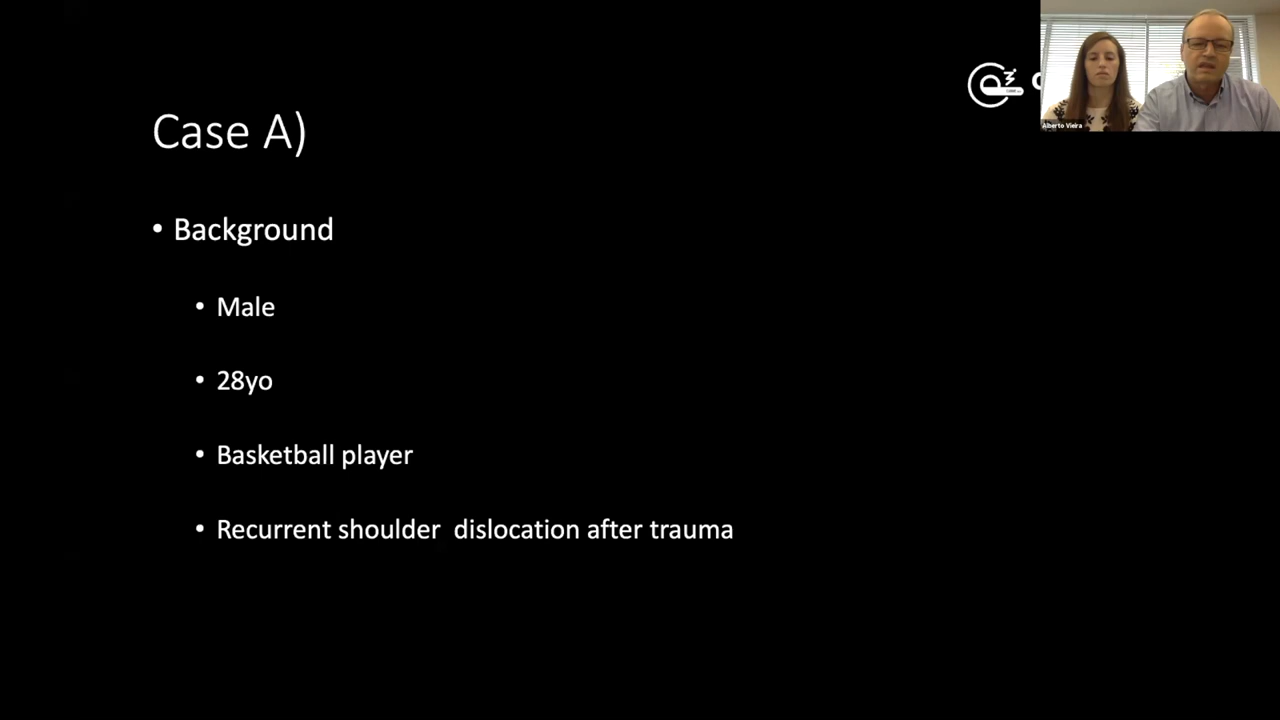 Case A)
• Background
• Male
• 28yo
• Basketball player
• Recurrent shoulder  dislocation after trauma
Alberto Vieira